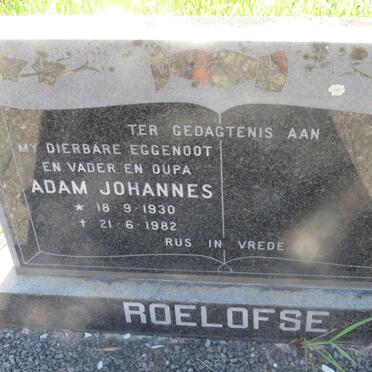 TER GEDAGTENIS AAN
MY DIERBARE EGGENOOT
EN VADER EN OUPA
ADAM JOHANNES
★ 18·9·1930
† 21·6·1982
RUS IN VREDE
ROELOFSE